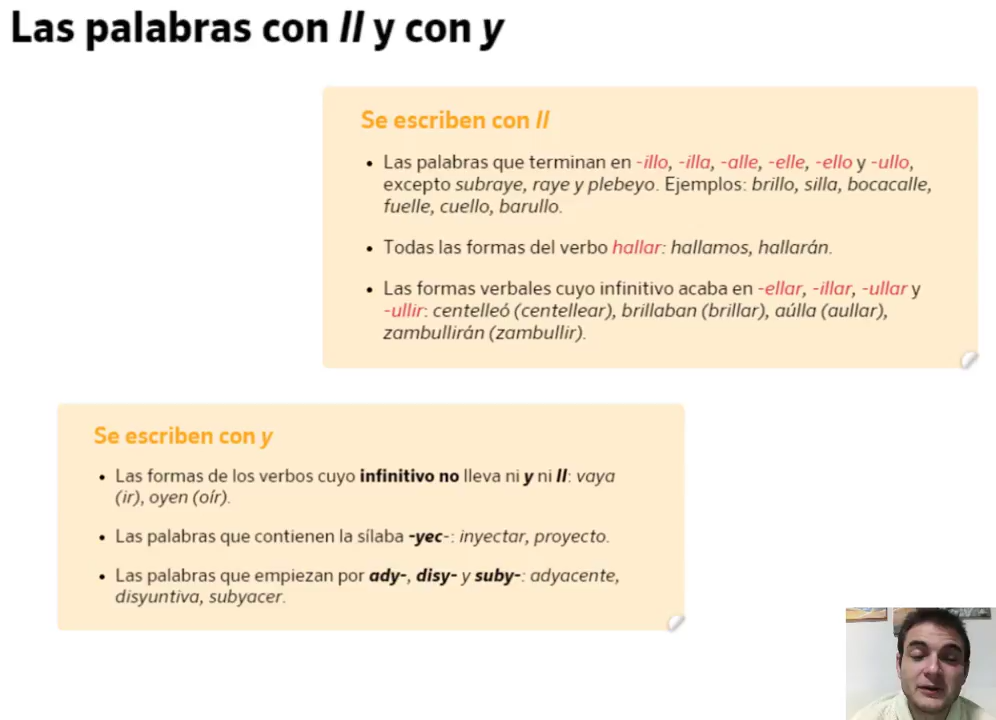 Las palabras con ll y con y
Se escriben con ll
• Las palabras que terminan en -illo, -illa, -alle, -elle, -ello y -ullo,
excepto subraye, raye y plebeyo. Ejemplos: brillo, silla, bocacalle,
fuelle, cuello, barullo.
• Todas las formas del verbo hallar: hallamos, hallarán.
• Las formas verbales cuyo infinitivo acaba en -ellar, -illar, -ullar y
-ullir: centelleó (centellear), brillaban (brillar), aúlla (aullar),
zambullirán (zambullir).
Se escriben con y
• Las formas de los verbos cuyo infinitivo no lleva ni y ni ll: vaya
(ir), oyen (oír).
• Las palabras que contienen la sílaba -yec-: inyectar, proyecto.
• Las palabras que empiezan por ady-, disy- y suby-: adyacente,
disyuntiva, subyacer.